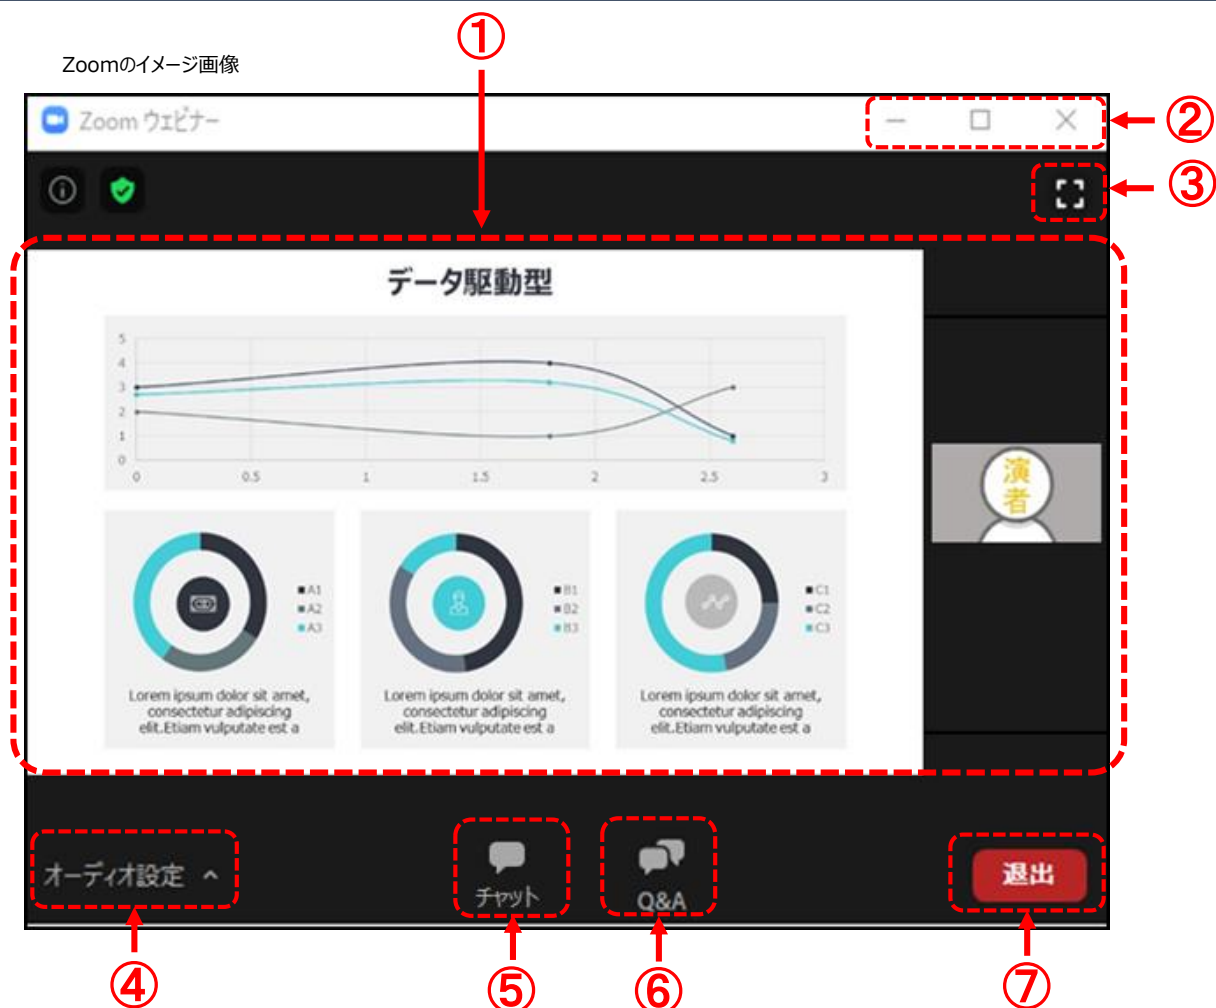 ①
Zoomのイメージ画像
Zoom ウェビナー
②
③
データ駆動型
5
4
3
2
1
0
0 0.5 1 1.5 2 2.5 3
演者
A1
A2
A3
B1
B2
B3
C1
C2
C3
Lorem ipsum dolor sit amet,
consectetur adipiscing
elit.Etiam vulputate est a
Lorem ipsum dolor sit amet,
consectetur adipiscing
elit.Etiam vulputate est a
Lorem ipsum dolor sit amet,
consectetur adipiscing
elit.Etiam vulputate est a
オーディオ設定
チャット
Q&A
退出
④
⑤
⑥
⑦